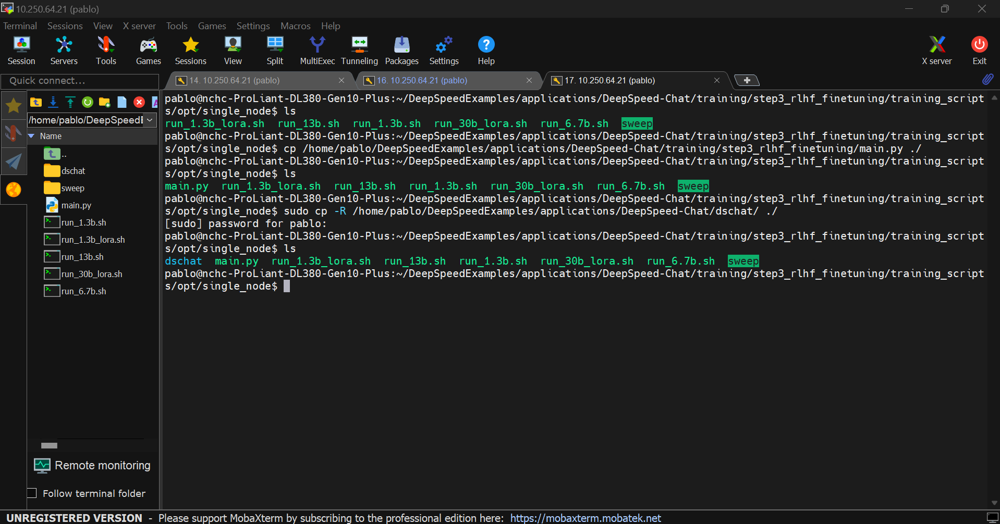 10.250.64.21 (pablo)
Terminal Sessions View X server Tools Games Settings Macros Help
Session Servers Tools Games Sessions View Split MultiExec Tunneling Packages Settings Help X server Exit
Quick connect...
14. 10.250.64.21 (pablo) 16. 10.250.64.21 (pablo) 17. 10.250.64.21 (pablo)
/home/pablo/DeepSpeedE
Name
..
dschat
sweep
main.py
run_1.3b.sh
run_1.3b_lora.sh
run_13b.sh
run_30b_lora.sh
run_6.7b.sh
Remote monitoring
Follow terminal folder
pablo@nchc-ProLiant-DL380-Gen10-Plus:~/DeepSpeedExamples/applications/DeepSpeed-Chat/training/step3_rlhf_finetuning/training_script
s/opt/single_node$ ls
run_1.3b_lora.sh run_13b.sh run_1.3b.sh run_30b_lora.sh run_6.7b.sh sweep
pablo@nchc-ProLiant-DL380-Gen10-Plus:~/DeepSpeedExamples/applications/DeepSpeed-Chat/training/step3_rlhf_finetuning/training_script
s/opt/single_node$ cp /home/pablo/DeepSpeedExamples/applications/DeepSpeed-Chat/training/step3_rlhf_finetuning/main.py ./
pablo@nchc-ProLiant-DL380-Gen10-Plus:~/DeepSpeedExamples/applications/DeepSpeed-Chat/training/step3_rlhf_finetuning/training_script
s/opt/single_node$ ls
main.py run_1.3b_lora.sh run_13b.sh run_1.3b.sh run_30b_lora.sh run_6.7b.sh sweep
pablo@nchc-ProLiant-DL380-Gen10-Plus:~/DeepSpeedExamples/applications/DeepSpeed-Chat/training/step3_rlhf_finetuning/training_script
s/opt/single_node$ sudo cp -R /home/pablo/DeepSpeedExamples/applications/DeepSpeed-Chat/dschat/ ./
[sudo] password for pablo:
pablo@nchc-ProLiant-DL380-Gen10-Plus:~/DeepSpeedExamples/applications/DeepSpeed-Chat/training/step3_rlhf_finetuning/training_script
s/opt/single_node$ ls
dschat main.py run_1.3b_lora.sh run_13b.sh run_1.3b.sh run_30b_lora.sh run_6.7b.sh sweep
pablo@nchc-ProLiant-DL380-Gen10-Plus:~/DeepSpeedExamples/applications/DeepSpeed-Chat/training/step3_rlhf_finetuning/training_script
s/opt/single_node$
UNREGISTERED VERSION - Please support MobaXterm by subscribing to the professional edition here: https://mobaxterm.mobatek.net